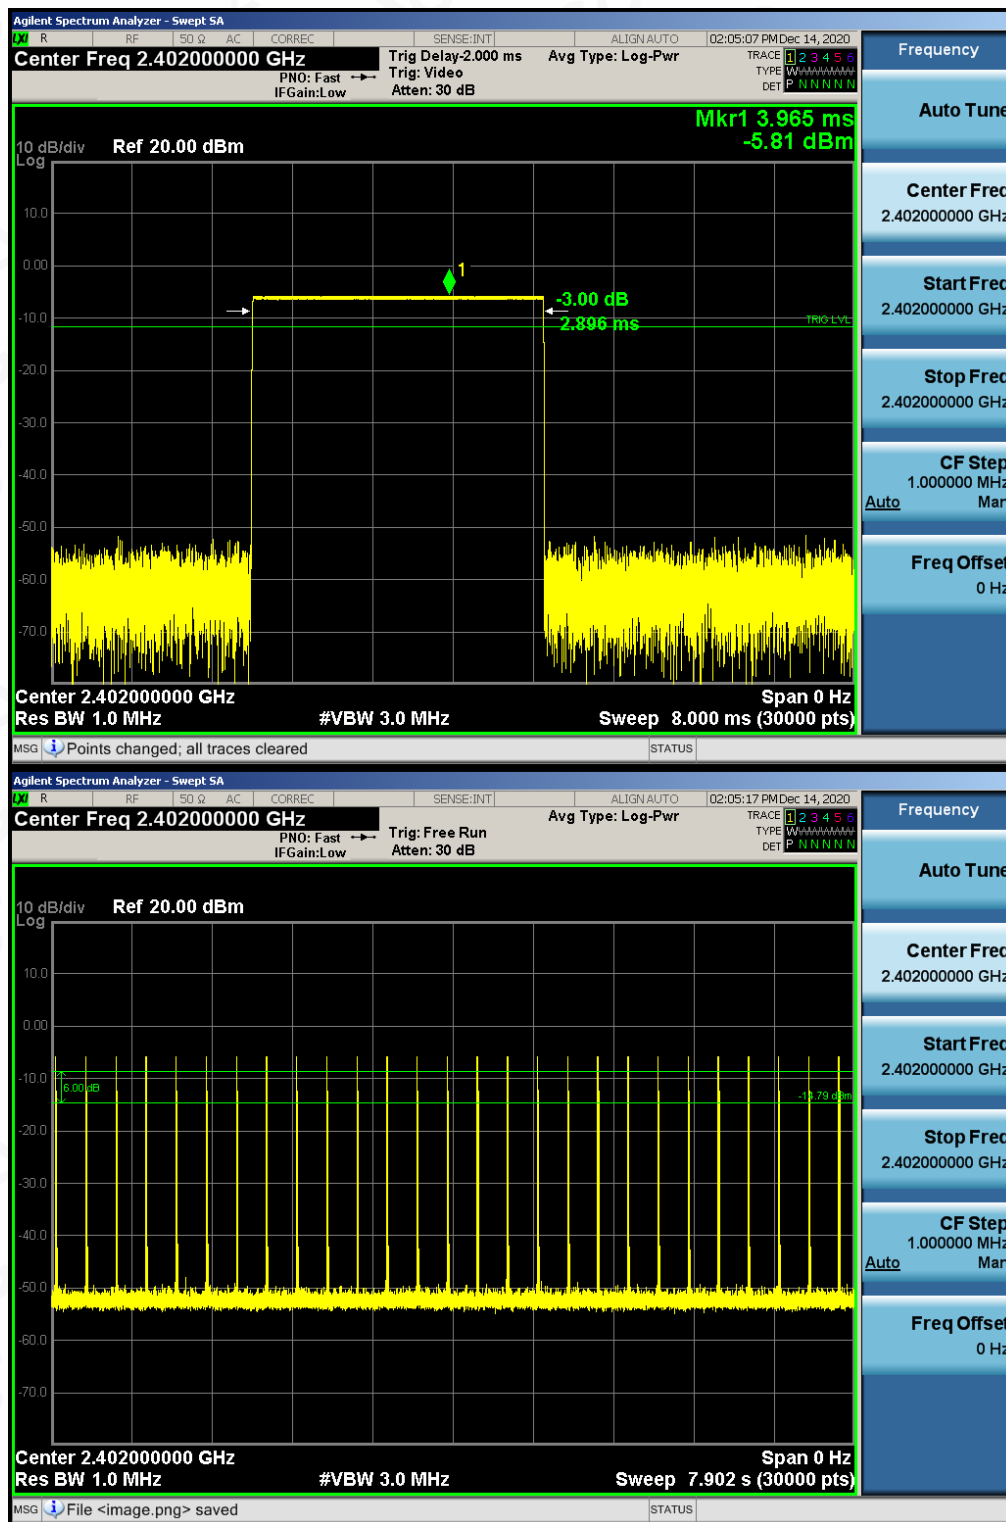 Agilent Spectrum Analyzer - Swept SA
LXI R RF 50 Ω AC CORREC SENSE:INT ALIGN AUTO 02:05:07 PM Dec 14, 2020
Center Freq 2.402000000 GHz
PNO: Fast
IFGain:Low
Trig Delay-2.000 ms
Trig: Video
Atten: 30 dB
Avg Type: Log-Pwr
TRACE 1 2 3 4 5 6
TYPE
DET P N N N N N
Mkr1 3.965 ms
-5.81 dBm
10 dB/div Ref 20.00 dBm
Log
10.0
0.00
-10.0
-20.0
-30.0
-40.0
-50.0
-60.0
-70.0
1
-3.00 dB
2.896 ms
TRIG LVL
Center 2.402000000 GHz Span 0 Hz
Res BW 1.0 MHz #VBW 3.0 MHz Sweep 8.000 ms (30000 pts)
MSG Points changed; all traces cleared STATUS
Frequency
Auto Tune
Center Freq
2.402000000 GHz
Start Freq
2.402000000 GHz
Stop Freq
2.402000000 GHz
CF Step
1.000000 MHz
Auto Man
Freq Offset
0 Hz
Agilent Spectrum Analyzer - Swept SA
LXI R RF 50 Ω AC CORREC SENSE:INT ALIGN AUTO 02:05:17 PM Dec 14, 2020
Center Freq 2.402000000 GHz
PNO: Fast
IFGain:Low
Trig: Free Run
Atten: 30 dB
Avg Type: Log-Pwr
TRACE 1 2 3 4 5 6
TYPE
DET P N N N N N
10 dB/div Ref 20.00 dBm
Log
10.0
0.00
-10.0
-20.0
-30.0
-40.0
-50.0
-60.0
-70.0
6.00 dB
-14.79 dBm
Center 2.402000000 GHz Span 0 Hz
Res BW 1.0 MHz #VBW 3.0 MHz Sweep 7.902 s (30000 pts)
MSG File <image.png> saved STATUS
Frequency
Auto Tune
Center Freq
2.402000000 GHz
Start Freq
2.402000000 GHz
Stop Freq
2.402000000 GHz
CF Step
1.000000 MHz
Auto Man
Freq Offset
0 Hz